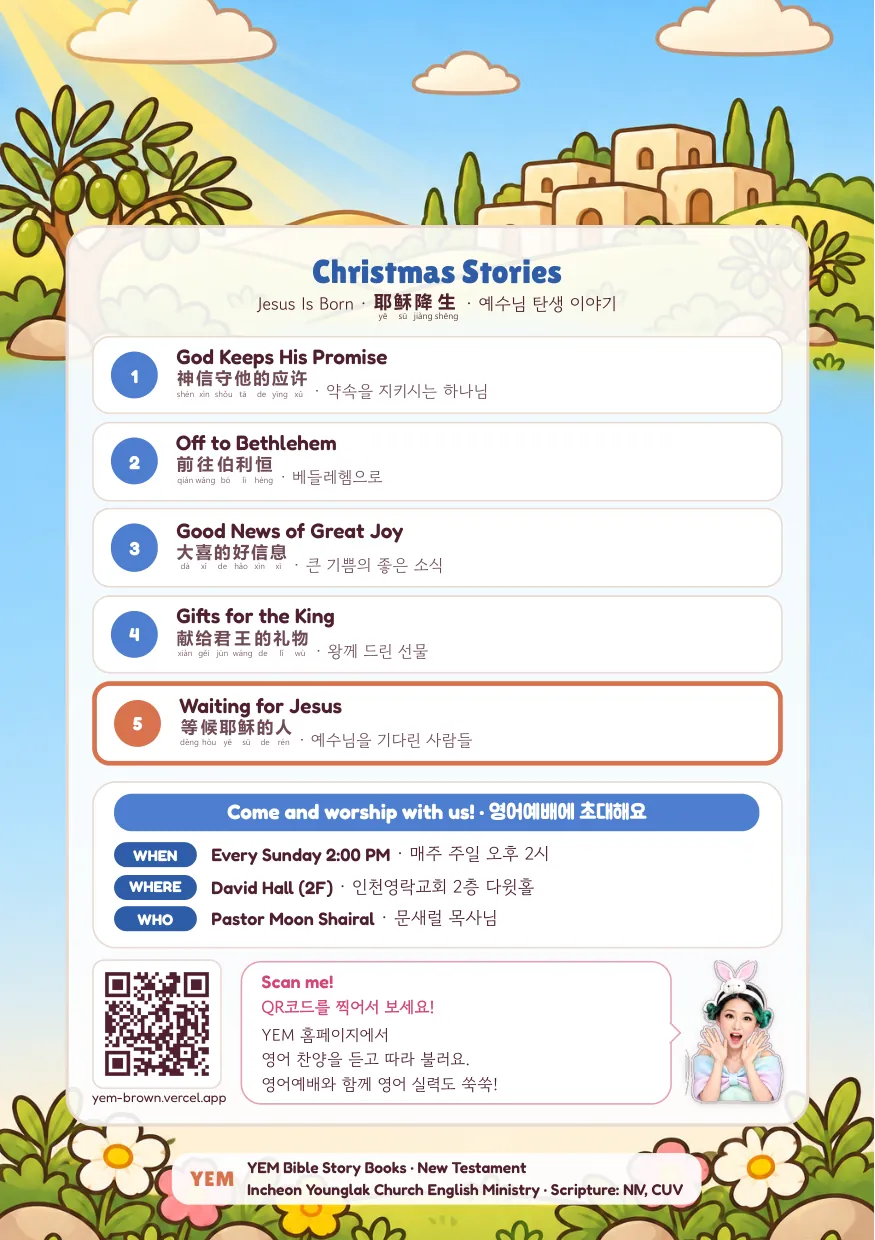 Christmas Stories
Jesus Is Born · 耶稣降生 · 예수님 탄생 이야기
yē sū jiàng shēng
1
God Keeps His Promise
神信守他的应许 · 약속을 지키시는 하나님
shén xìn shǒu tā de yīng xǔ
2
Off to Bethlehem
前往伯利恒 · 베들레헴으로
qián wǎng bó lì héng
3
Good News of Great Joy
大喜的好信息 · 큰 기쁨의 좋은 소식
dà xǐ de hǎo xìn xī
4
Gifts for the King
献给君王的礼物 · 왕께 드린 선물
xiàn gěi jūn wáng de lǐ wù
5
Waiting for Jesus
等候耶稣的人 · 예수님을 기다린 사람들
děng hòu yē sū de rén
Come and worship with us! · 영어예배에 초대해요
WHEN Every Sunday 2:00 PM · 매주 주일 오후 2시
WHERE David Hall (2F) · 인천영락교회 2층 다윗홀
WHO Pastor Moon Shairal · 문새럴 목사님
Scan me!
QR코드를 찍어서 보세요!
YEM 홈페이지에서
영어 찬양을 듣고 따라 불러요.
영어예배와 함께 영어 실력도 쑥쑥!
yem-brown.vercel.app
YEM
YEM Bible Story Books · New Testament
Incheon Younglak Church English Ministry · Scripture: NIV, CUV